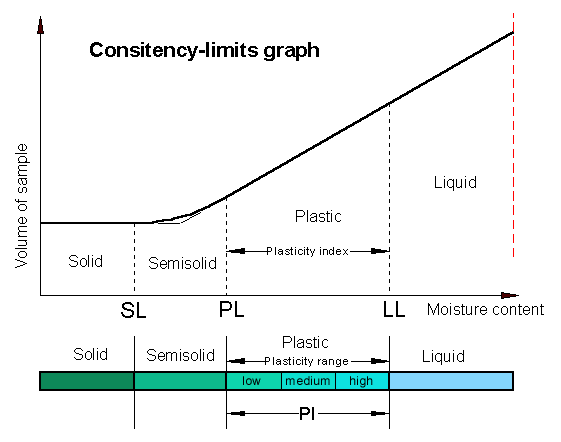 Consitency-limits graph
Volume of sample
Liquid
Plastic
Plasticity index
Solid
Semisolid
SL
PL
LL
Moisture content
Plastic
Solid
Semisolid
Plasticity range
Liquid
low
medium
high
PI